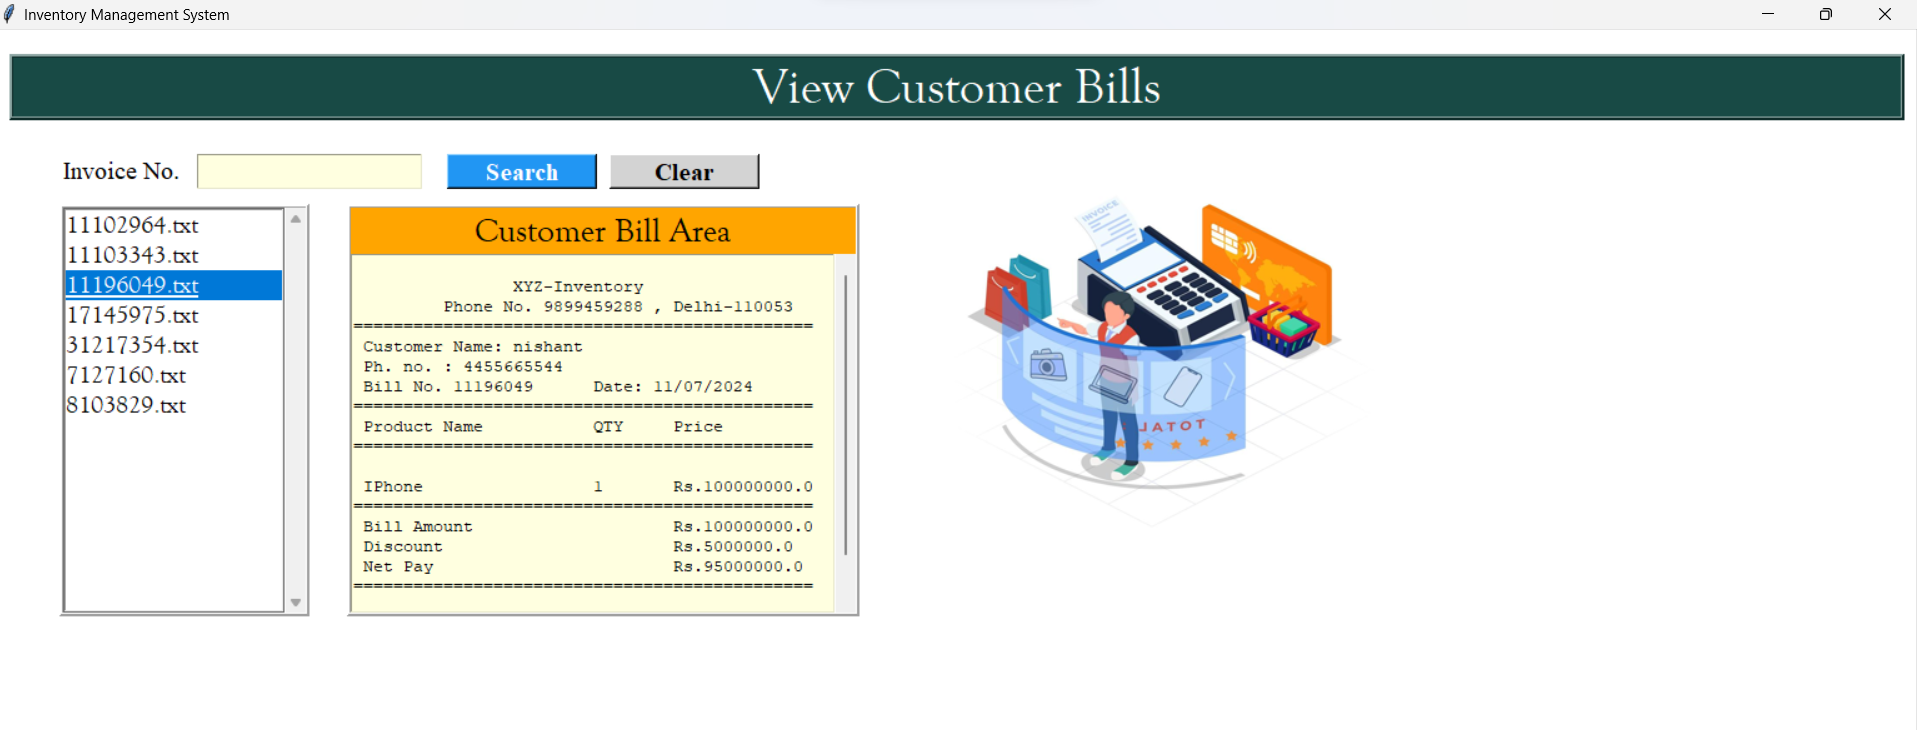 Inventory Management System
View Customer Bills
Invoice No. Search Clear
11102964.txt
11103343.txt
11196049.txt
17145975.txt
31217354.txt
7127160.txt
8103829.txt
Customer Bill Area
XYZ-Inventory
Phone No. 9899459288 , Delhi-110053
==============================================
Customer Name: nishant
Ph. no. : 4455665544
Bill No. 11196049 Date: 11/07/2024
==============================================
Product Name QTY Price
==============================================
IPhone 1 Rs.100000000.0
==============================================
Bill Amount Rs.100000000.0
Discount Rs.5000000.0
Net Pay Rs.95000000.0
==============================================
INVOICE
TOTAL